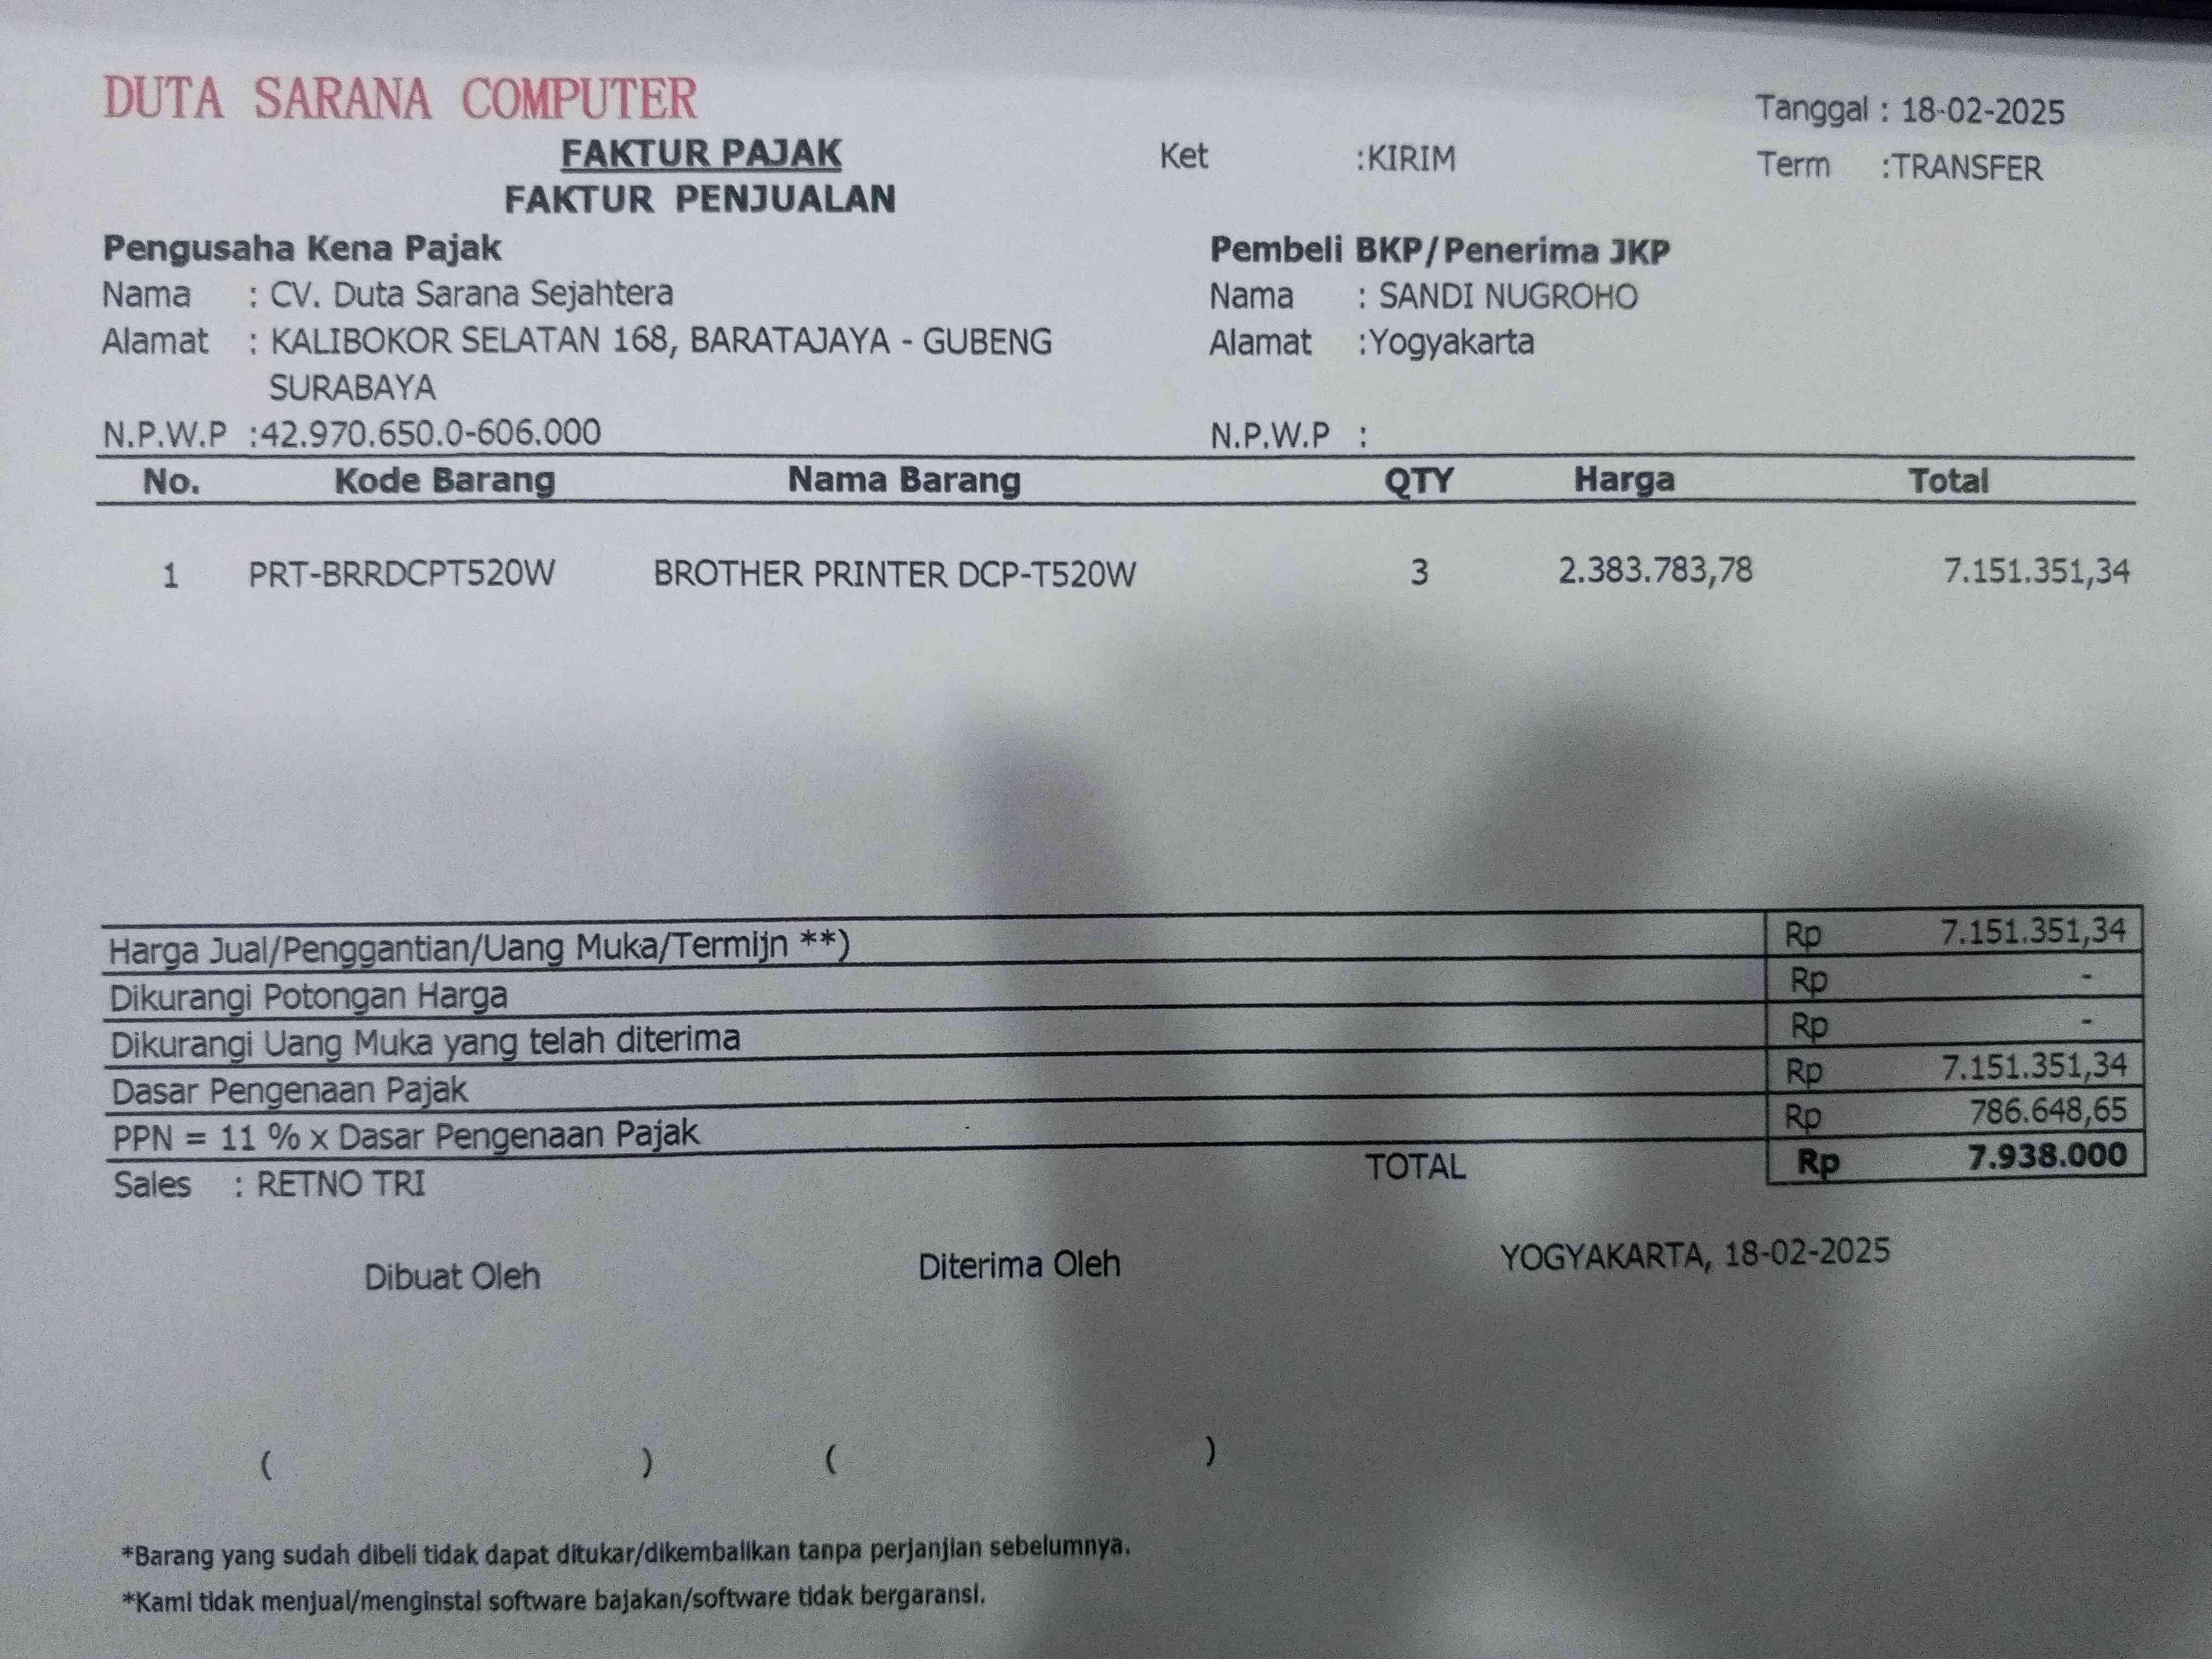 DUTA SARANA COMPUTER
Tanggal : 18-02-2025
FAKTUR PAJAK
Ket :KIRIM
Term :TRANSFER
FAKTUR PENJUALAN
Pengusaha Kena Pajak
Pembeli BKP/Penerima JKP
Nama : CV. Duta Sarana Sejahtera
Nama : SANDI NUGROHO
Alamat : KALIBOKOR SELATAN 168, BARATAJAYA - GUBENG
Alamat :Yogyakarta
SURABAYA
N.P.W.P :42.970.650.0-606.000
N.P.W.P :
No. Kode Barang Nama Barang QTY Harga Total
1 PRT-BRRDCPT520W BROTHER PRINTER DCP-T520W 3 2.383.783,78 7.151.351,34
Harga Jual/Penggantian/Uang Muka/Termijn **) Rp 7.151.351,34
Dikurangi Potongan Harga Rp -
Dikurangi Uang Muka yang telah diterima Rp -
Dasar Pengenaan Pajak Rp 7.151.351,34
PPN = 11 % x Dasar Pengenaan Pajak Rp 786.648,65
Sales : RETNO TRI TOTAL Rp 7.938.000
Dibuat Oleh Diterima Oleh YOGYAKARTA, 18-02-2025
( ) ( )
*Barang yang sudah dibeli tidak dapat ditukar/dikembalikan tanpa perjanjian sebelumnya.
*Kami tidak menjual/menginstal software bajakan/software tidak bergaransi.